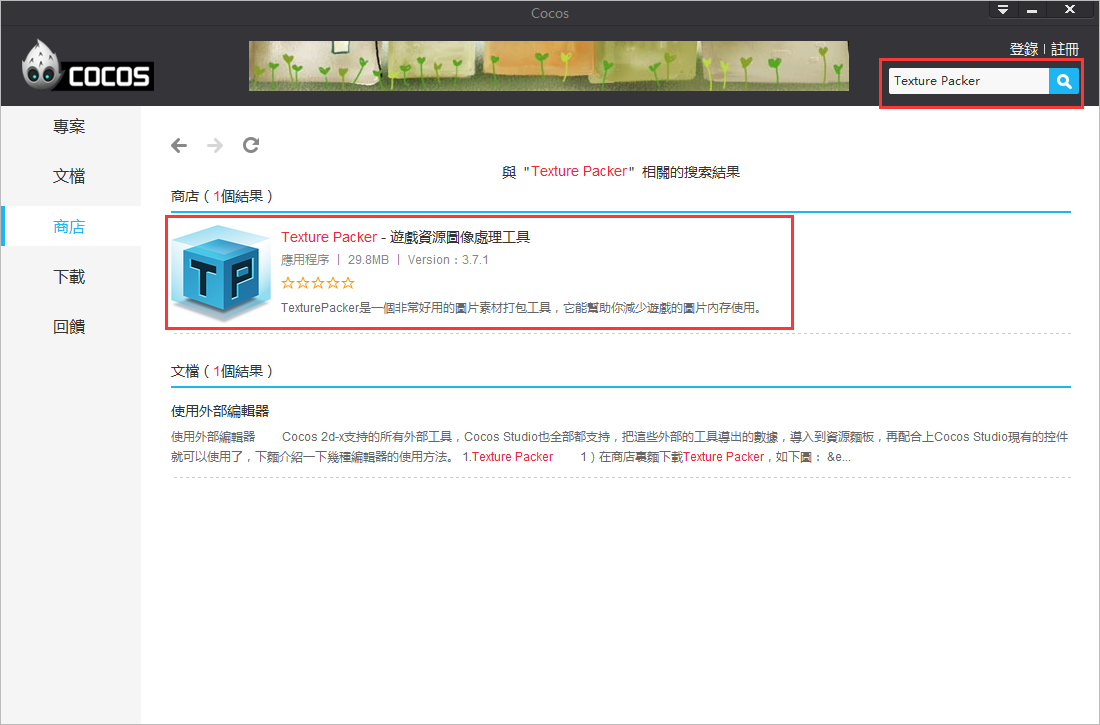 Cocos
COCOS
登錄 | 註冊
Texture Packer
專案
文檔
商店
下載
回饋
與 "Texture Packer" 相關的搜索結果
商店 ( 1個結果 )
TP
Texture Packer - 遊戲資源圖像處理工具
應用程序 | 29.8MB | Version：3.7.1
TexturePacker是一個非常好用的圖片素材打包工具，它能幫助你減少遊戲的圖片內存使用。
文檔 ( 1個結果 )
使用外部編輯器
使用外部編輯器 Cocos 2d-x支持的所有外部工具，Cocos Studio也全部都支持，把這些外部的工具導出的數據，導入到資源麵板，再配合上Cocos Studio現有的控件
就可以使用了，下麵介紹一下幾種編輯器的使用方法。 1.Texture Packer 1）在商店裏麵下載Texture Packer，如下圖： &e...